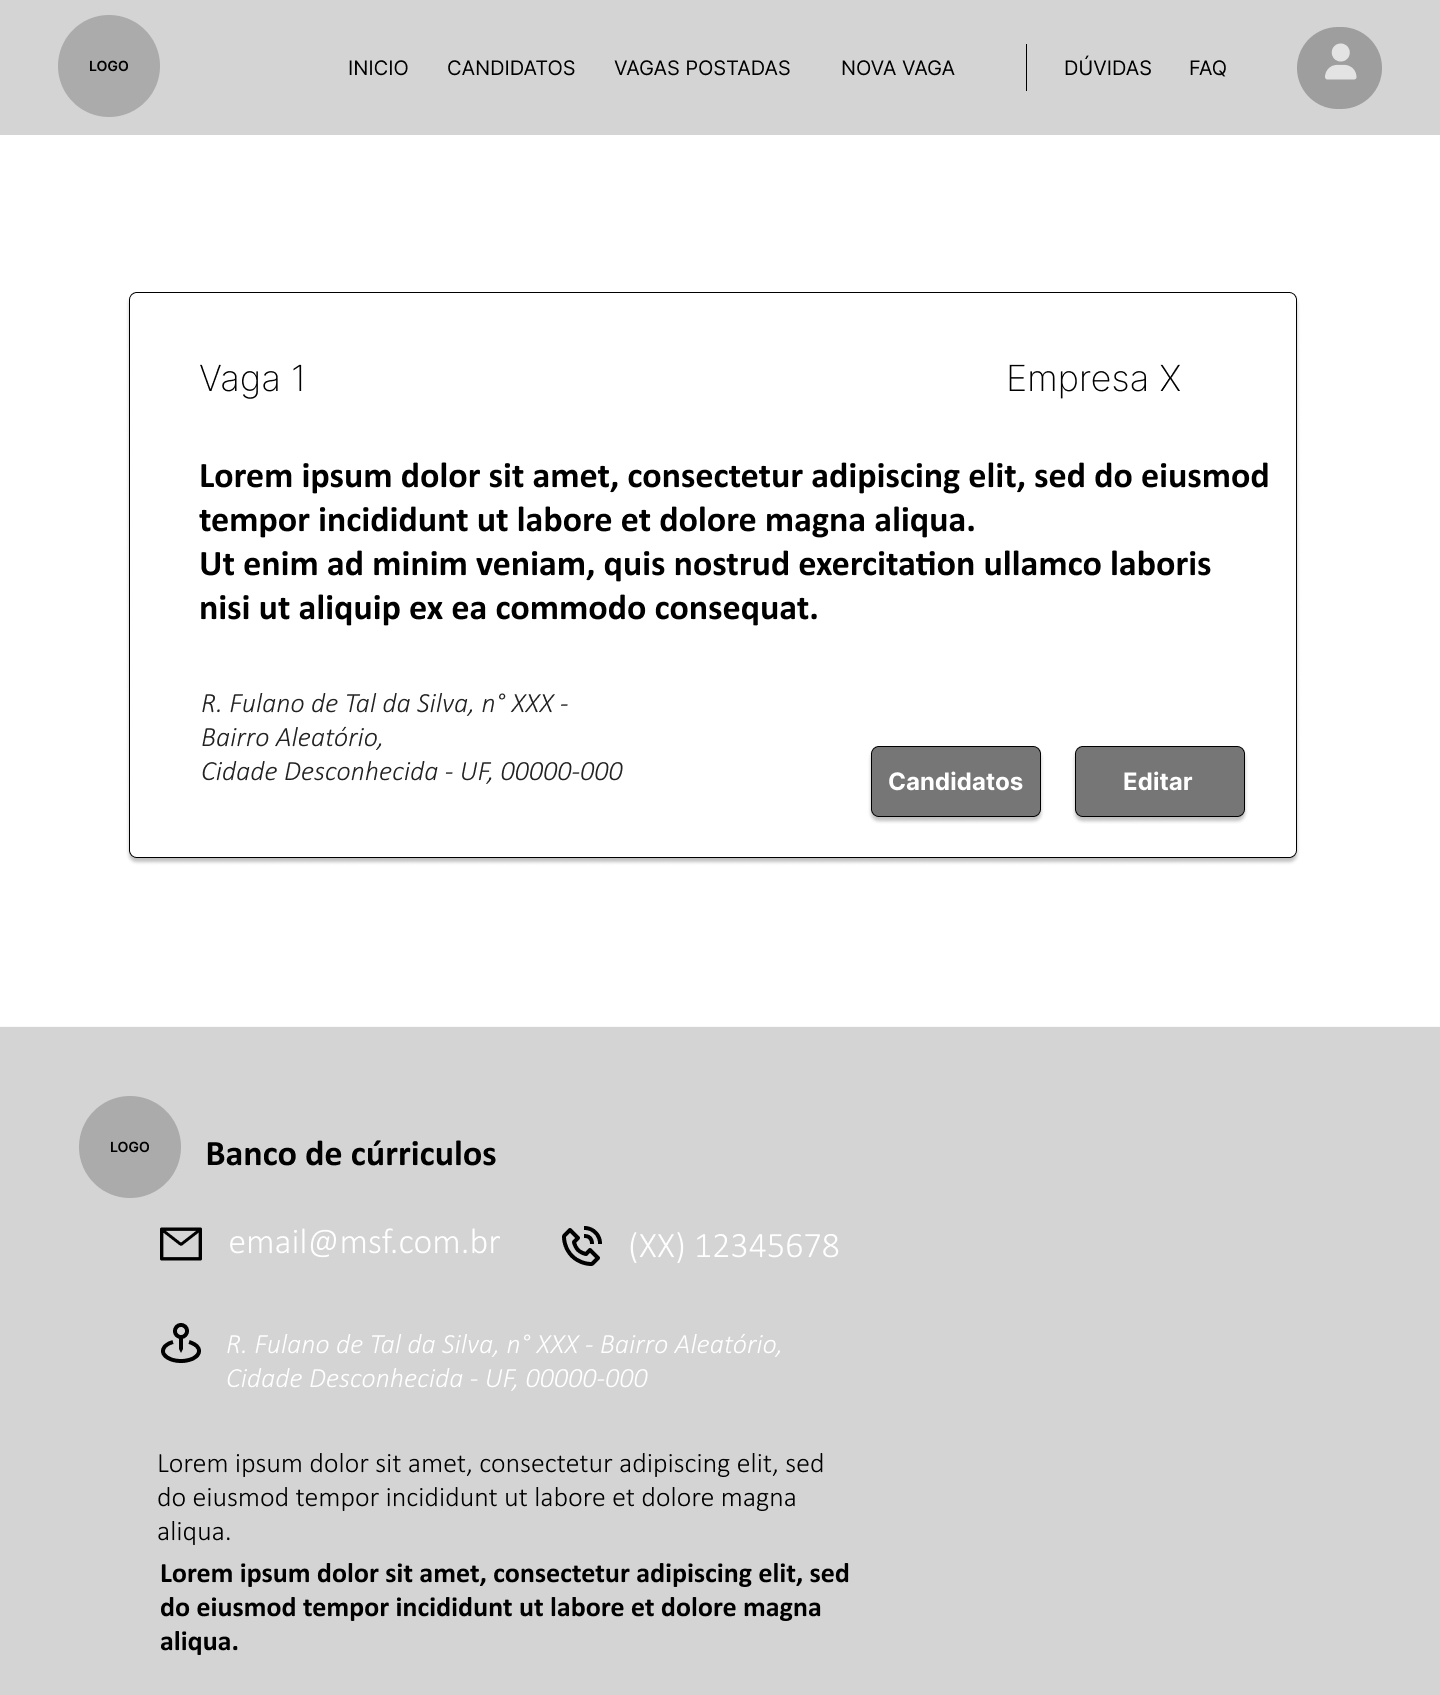 LOGO
INICIO CANDIDATOS VAGAS POSTADAS NOVA VAGA DÚVIDAS FAQ
Vaga 1 Empresa X
Lorem ipsum dolor sit amet, consectetur adipiscing elit, sed do eiusmod
tempor incididunt ut labore et dolore magna aliqua.
Ut enim ad minim veniam, quis nostrud exercitation ullamco laboris
nisi ut aliquip ex ea commodo consequat.
R. Fulano de Tal da Silva, n° XXX -
Bairro Aleatório,
Cidade Desconhecida - UF, 00000-000
Candidatos Editar
LOGO
Banco de cúrriculos
email@msf.com.br (XX) 12345678
R. Fulano de Tal da Silva, n° XXX - Bairro Aleatório,
Cidade Desconhecida - UF, 00000-000
Lorem ipsum dolor sit amet, consectetur adipiscing elit, sed
do eiusmod tempor incididunt ut labore et dolore magna
aliqua.
Lorem ipsum dolor sit amet, consectetur adipiscing elit, sed
do eiusmod tempor incididunt ut labore et dolore magna
aliqua.